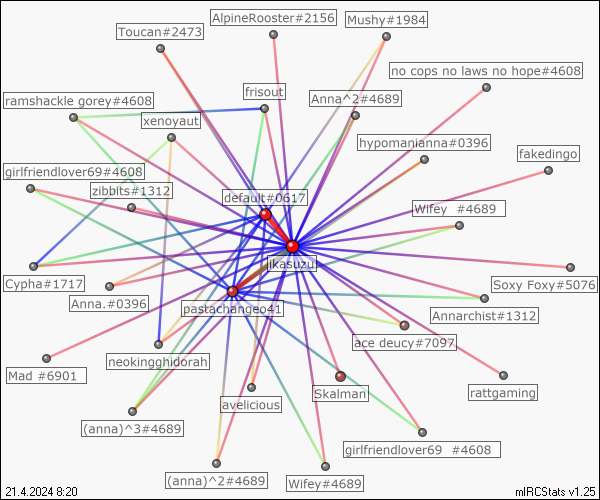 AlpineRooster#2156
Mushy#1984
Toucan#2473
no cops no laws no hope#4608
frisout
Anna^2#4689
ramshackle gorey#4608
xenoyaut
hypomanianna#0396
fakedingo
girlfriendlover69#4608
zibbits#1312
default#0617
Wifey #4689
ikasuzu
Cypha#1717
Soxy Foxy#5076
Anna.#0396
pastachangeo41
Annarchist#1312
ace deucy#7097
neokingghidorah
Mad #6901
Skalman
rattgaming
avelicious
(anna)^3#4689
girlfriendlover69 #4608
(anna)^2#4689
Wifey#4689
21.4.2024 8:20
mIRCStats v1.25